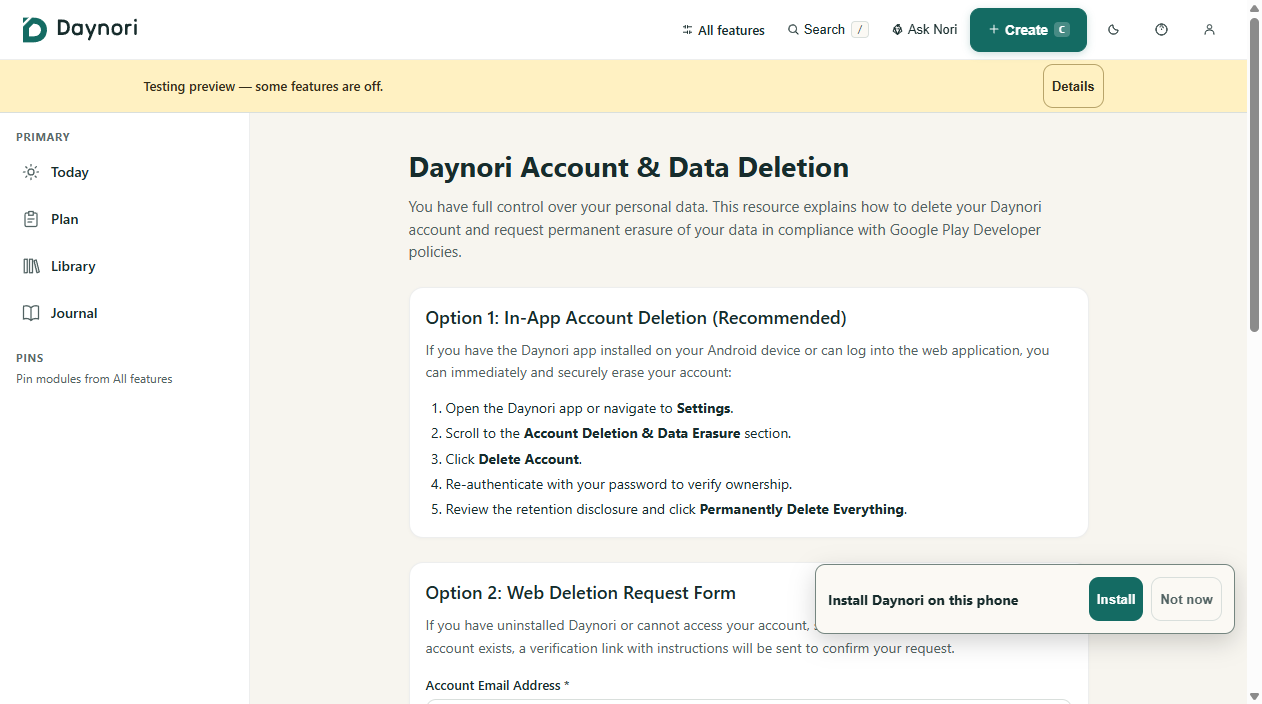 Daynori
All features
Search /
Ask Nori
+ Create C
Testing preview — some features are off.
Details
PRIMARY
Today
Plan
Library
Journal
PINS
Pin modules from All features
Daynori Account & Data Deletion
You have full control over your personal data. This resource explains how to delete your Daynori
account and request permanent erasure of your data in compliance with Google Play Developer
policies.
Option 1: In-App Account Deletion (Recommended)
If you have the Daynori app installed on your Android device or can log into the web application, you
can immediately and securely erase your account:
1. Open the Daynori app or navigate to Settings.
2. Scroll to the Account Deletion & Data Erasure section.
3. Click Delete Account.
4. Re-authenticate with your password to verify ownership.
5. Review the retention disclosure and click Permanently Delete Everything.
Option 2: Web Deletion Request Form
If you have uninstalled Daynori or cannot access your account,
account exists, a verification link with instructions will be sent to confirm your request.
Account Email Address *
Install Daynori on this phone
Install
Not now